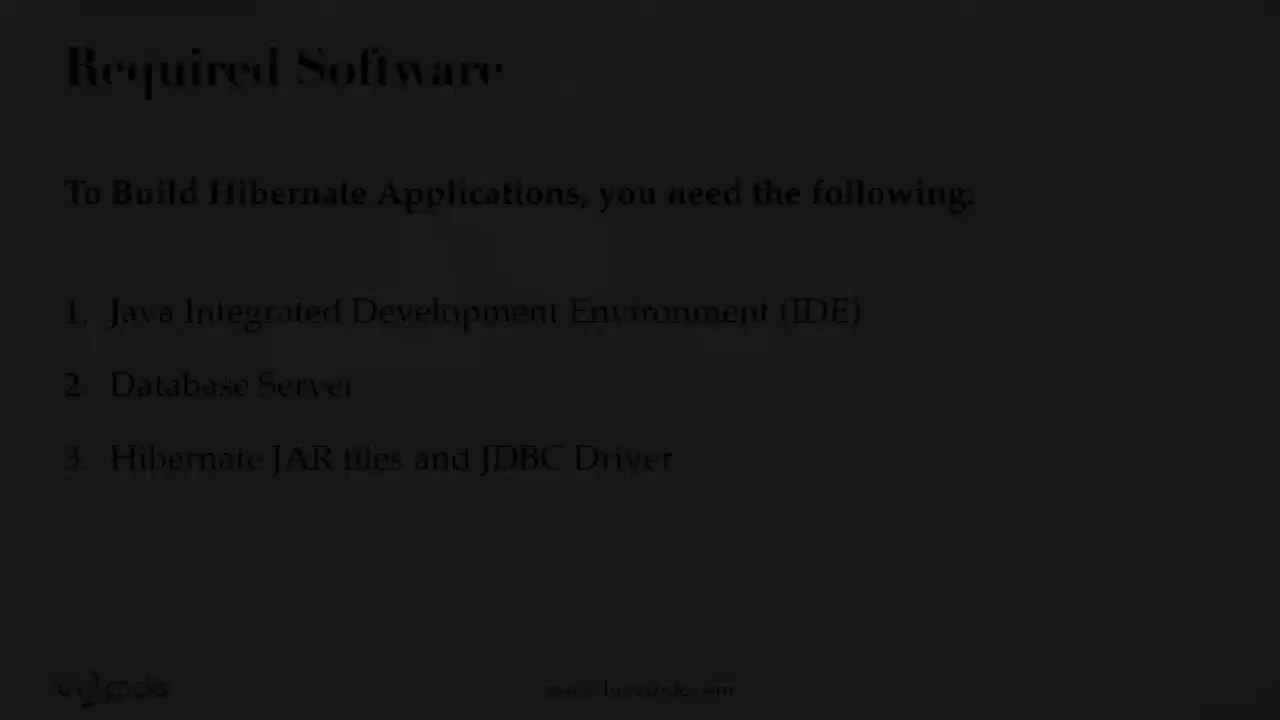 Required Software
To Build Hibernate Applications, you need the following:
1. Java Integrated Development Environment (IDE)
2. Database Server
3. Hibernate JAR files and JDBC Driver